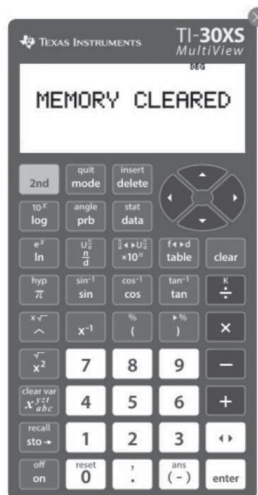 TEXAS INSTRUMENTS TI-30XS
MultiView
DEG
MEMORY CLEARED
quit insert
2nd mode delete
10ˣ angle stat
log prb data
eˣ f◄►d
ln n/d ×10ⁿ table clear
hyp sin⁻¹ cos⁻¹ tan⁻¹ K
π sin cos tan ÷
x√ % ►%
^ x⁻¹ ( ) ×
√
x² 7 8 9 −
clear var
x yzt abc 4 5 6 +
recall
sto→ 1 2 3 ◄►
off reset , ans
on 0 . (-) enter